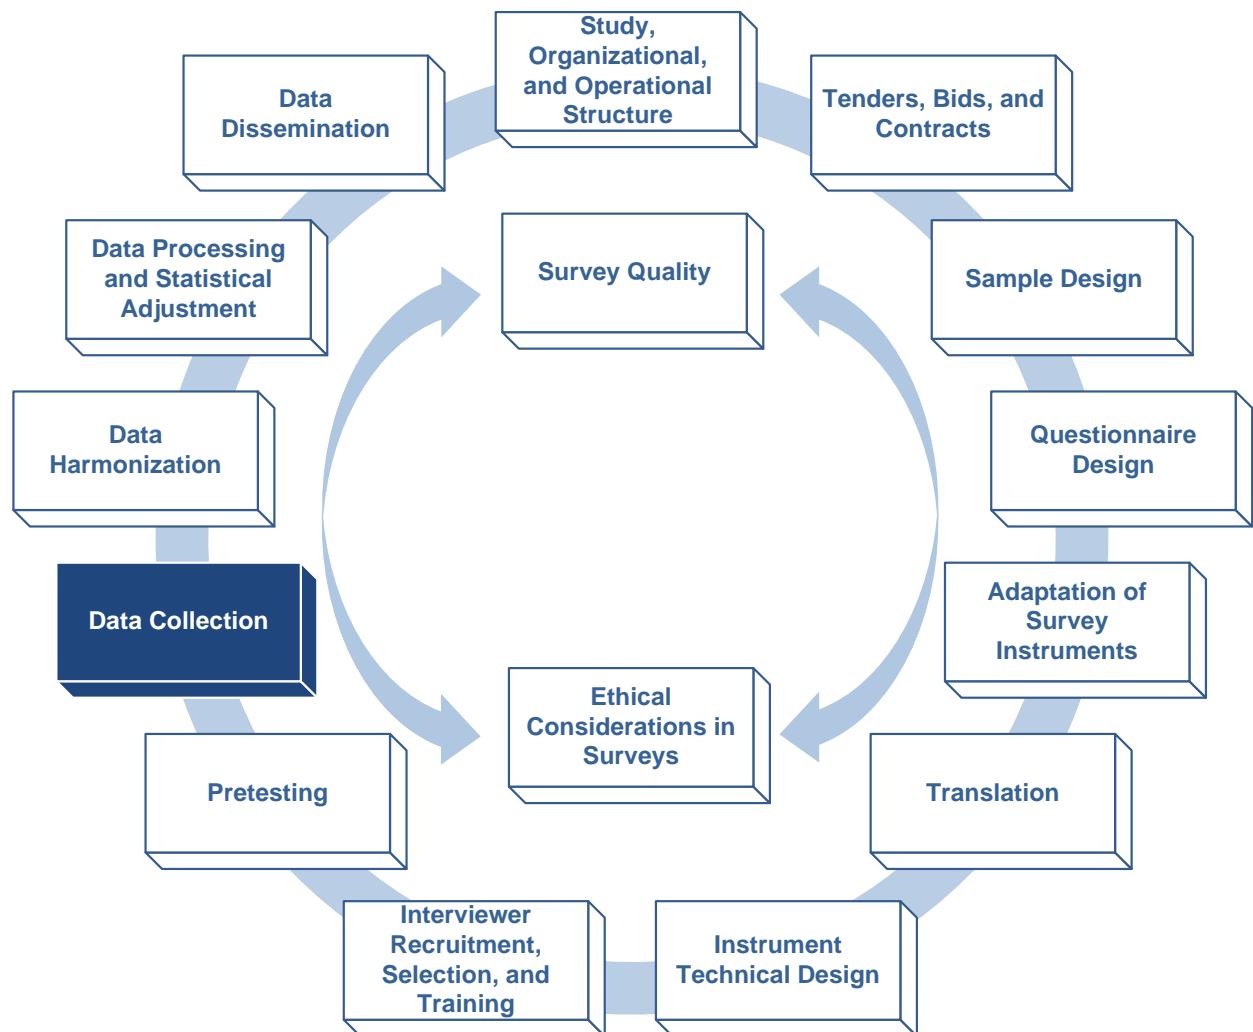 Study,
Organizational,
and Operational
Structure
Tenders, Bids, and
Contracts
Sample Design
Questionnaire
Design
Adaptation of
Survey
Instruments
Translation
Instrument
Technical Design
Interviewer
Recruitment,
Selection, and
Training
Pretesting
Data Collection
Data
Harmonization
Data Processing
and Statistical
Adjustment
Data
Dissemination
Survey Quality
Ethical
Considerations in
Surveys